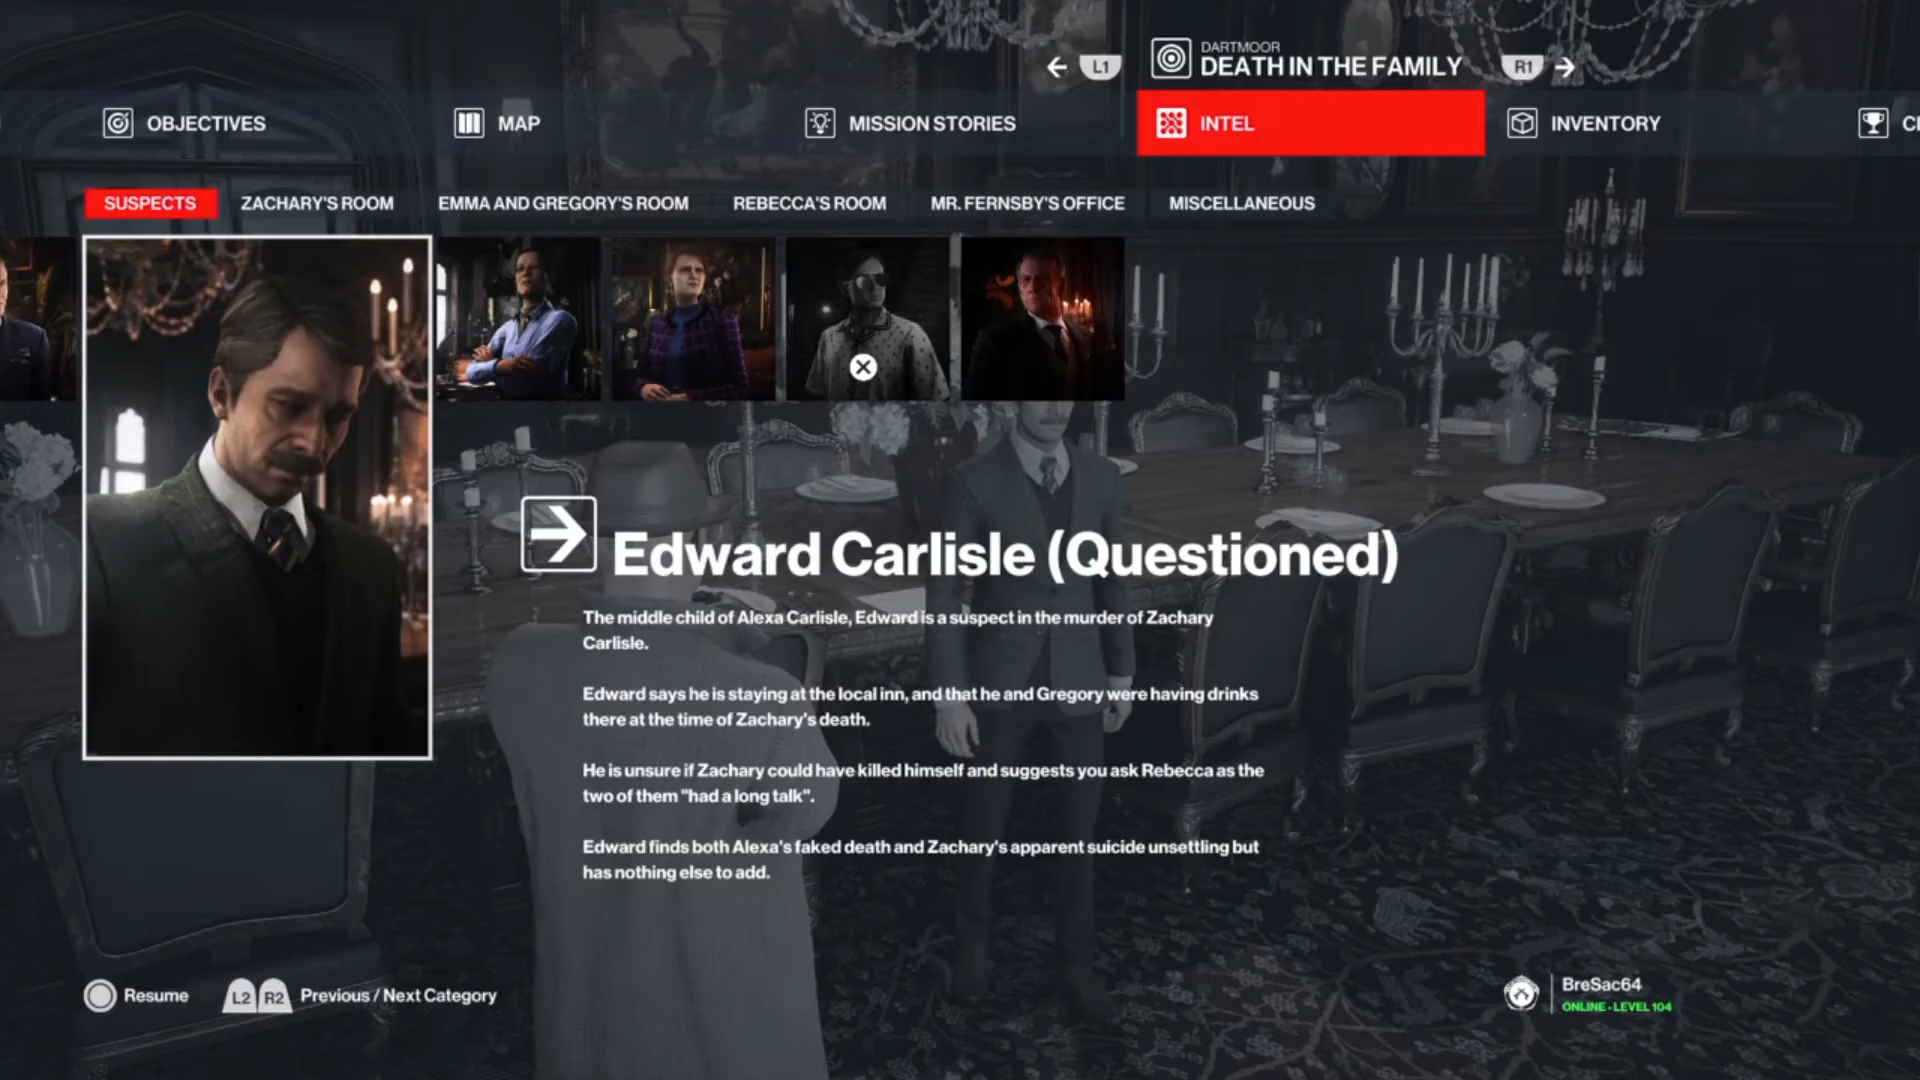 L1
DARTMOOR
DEATH IN THE FAMILY
R1
OBJECTIVES
MAP
MISSION STORIES
INTEL
INVENTORY
SUSPECTS
ZACHARY'S ROOM
EMMA AND GREGORY'S ROOM
REBECCA'S ROOM
MR. FERNSBY'S OFFICE
MISCELLANEOUS
Edward Carlisle (Questioned)
The middle child of Alexa Carlisle, Edward is a suspect in the murder of Zachary
Carlisle.
Edward says he is staying at the local inn, and that he and Gregory were having drinks
there at the time of Zachary's death.
He is unsure if Zachary could have killed himself and suggests you ask Rebecca as the
two of them "had a long talk".
Edward finds both Alexa's faked death and Zachary's apparent suicide unsettling but
has nothing else to add.
Resume
L2 R2 Previous / Next Category
BreSac64
ONLINE - LEVEL 104